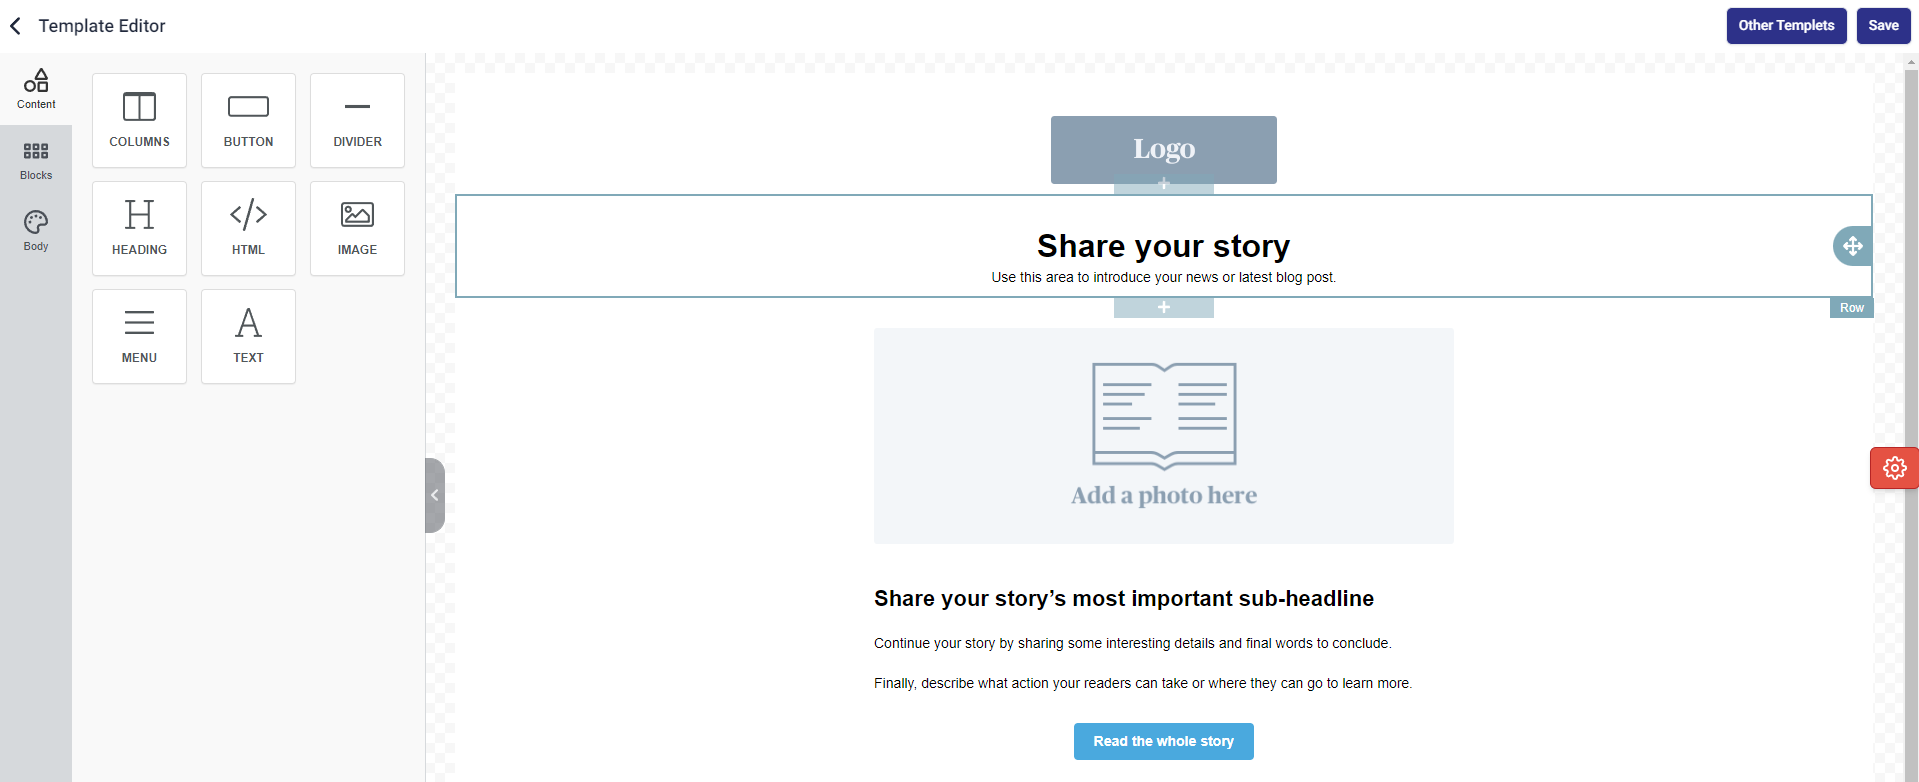 Template Editor
Other Templets
Save
Content
Blocks
Body
COLUMNS
BUTTON
DIVIDER
HEADING
HTML
IMAGE
MENU
TEXT
Logo
Share your story
Use this area to introduce your news or latest blog post.
Row
Add a photo here
Share your story’s most important sub-headline
Continue your story by sharing some interesting details and final words to conclude.
Finally, describe what action your readers can take or where they can go to learn more.
Read the whole story